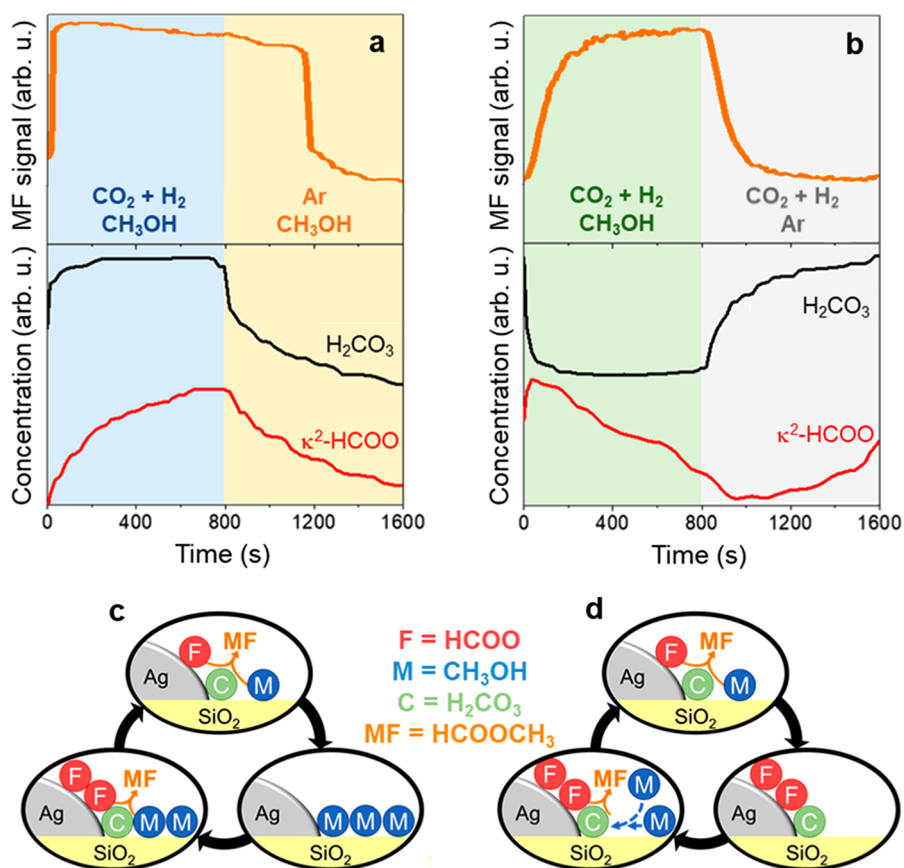 a
MF signal (arb. u.)
CO₂ + H₂
CH₃OH
Ar
CH₃OH
Concentration (arb. u.)
H₂CO₃
κ²-HCOO
0 400 800 1200 1600
Time (s)
b
MF signal (arb. u.)
CO₂ + H₂
CH₃OH
CO₂ + H₂
Ar
Concentration (arb. u.)
H₂CO₃
κ²-HCOO
0 400 800 1200 1600
Time (s)
c
F MF
Ag C M
SiO₂
F
F MF
Ag C M M
SiO₂
Ag M M M
SiO₂
F = HCOO
M = CH₃OH
C = H₂CO₃
MF = HCOOCH₃
d
F MF
Ag C M
SiO₂
F MF M
F
Ag C M
SiO₂
F
F
Ag C
SiO₂